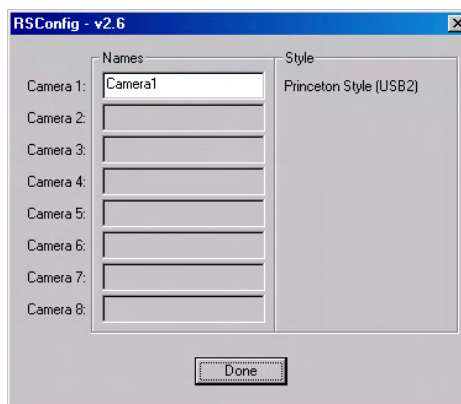 RSConfig - v2.6
Names
Style
Camera 1:
Camera1
Princeton Style (USB2)
Camera 2:
Camera 3:
Camera 4:
Camera 5:
Camera 6:
Camera 7:
Camera 8:
Done